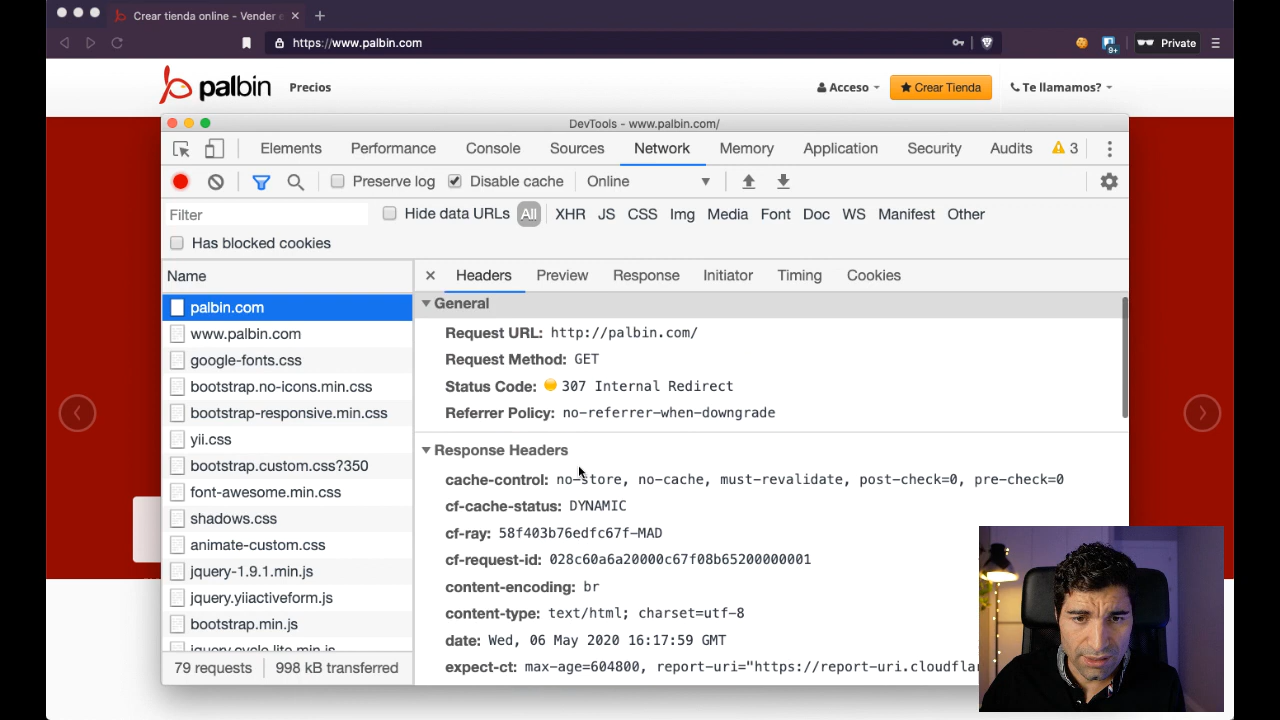 Crear tienda online - Vender
https://www.palbin.com
9+
Private
palbin
Precios
Acceso
Crear Tienda
Te llamamos?
DevTools - www.palbin.com/
Elements Performance Console Sources Network Memory Application Security Audits 3
Preserve log Disable cache Online
Filter Hide data URLs All XHR JS CSS Img Media Font Doc WS Manifest Other
Has blocked cookies
Name
palbin.com
www.palbin.com
google-fonts.css
bootstrap.no-icons.min.css
bootstrap-responsive.min.css
yii.css
bootstrap.custom.css?350
font-awesome.min.css
shadows.css
animate-custom.css
jquery-1.9.1.min.js
jquery.yiiactiveform.js
bootstrap.min.js
jquery.cycle.lite.min.js
79 requests 998 kB transferred
Headers Preview Response Initiator Timing Cookies
General
Request URL: http://palbin.com/
Request Method: GET
Status Code: 307 Internal Redirect
Referrer Policy: no-referrer-when-downgrade
Response Headers
cache-control: no-store, no-cache, must-revalidate, post-check=0, pre-check=0
cf-cache-status: DYNAMIC
cf-ray: 58f403b76edfc67f-MAD
cf-request-id: 028c60a6a20000c67f08b65200000001
content-encoding: br
content-type: text/html; charset=utf-8
date: Wed, 06 May 2020 16:17:59 GMT
expect-ct: max-age=604800, report-uri="https://report-uri.cloudflar